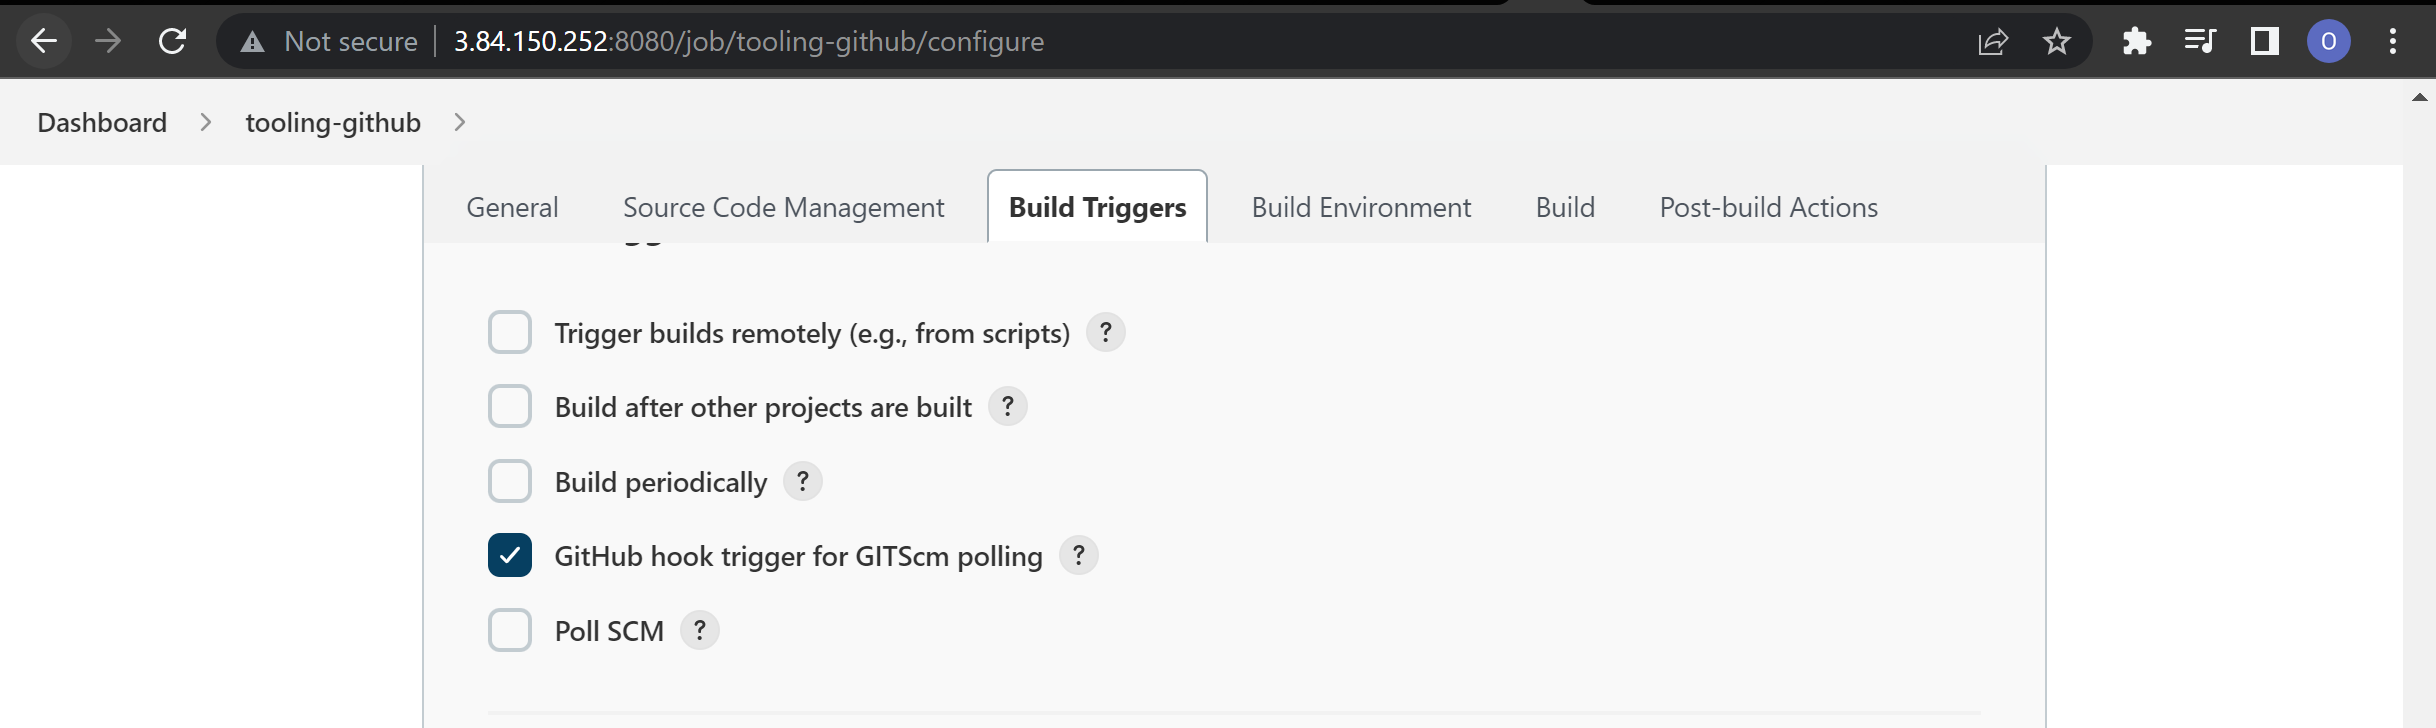 Not secure 3.84.150.252:8080/job/tooling-github/configure
O
Dashboard tooling-github
General Source Code Management Build Triggers Build Environment Build Post-build Actions
Trigger builds remotely (e.g., from scripts) ?
Build after other projects are built ?
Build periodically ?
GitHub hook trigger for GITScm polling ?
Poll SCM ?